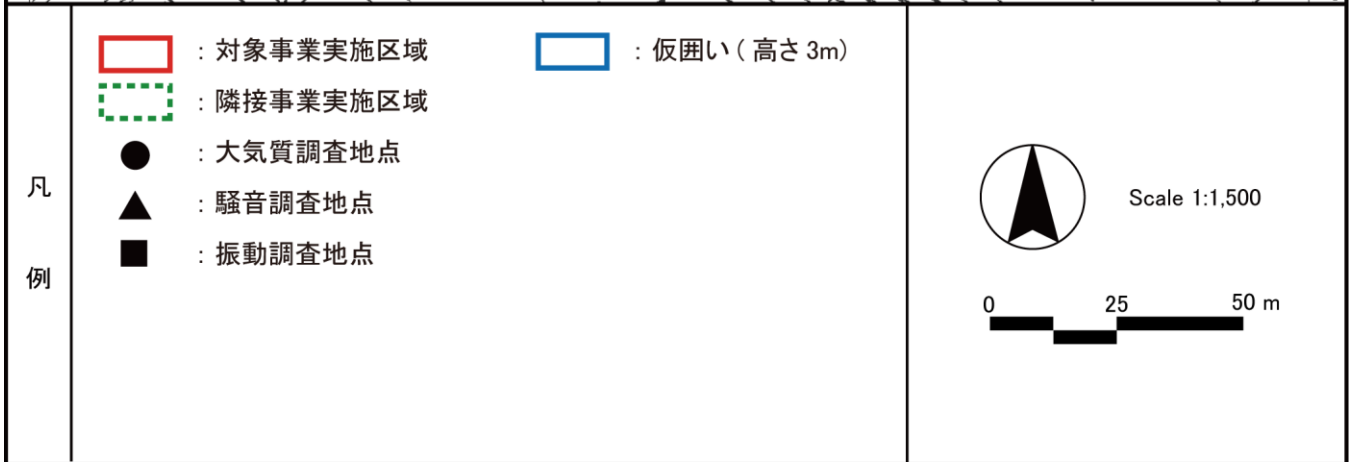 凡例
: 対象事業実施区域
: 隣接事業実施区域
: 大気質調査地点
: 騒音調査地点
: 振動調査地点
: 仮囲い ( 高さ 3m)
Scale 1:1,500
0 25 50 m